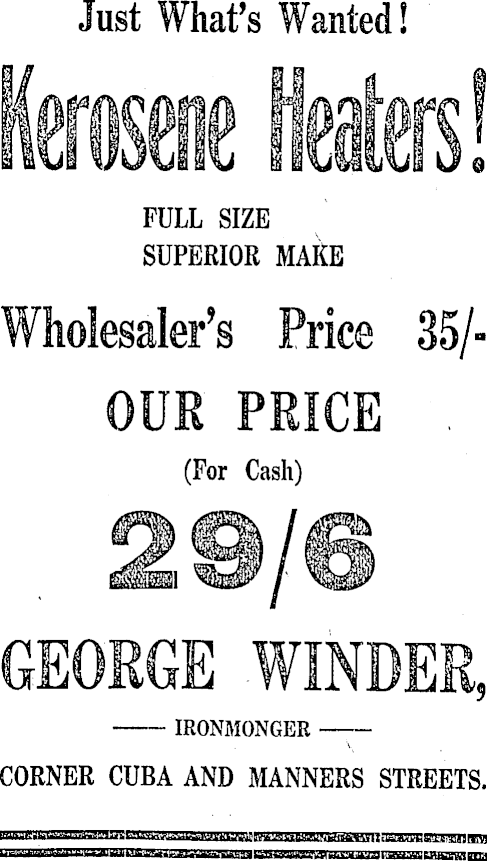 Just What's Wanted!
Kerosene Heaters!
FULL SIZE
SUPERIOR MAKE
Wholesaler's Price 35/-
OUR PRICE
(For Cash)
29/6
GEORGE WINDER,
IRONMONGER
CORNER CUBA AND MANNERS STREETS.